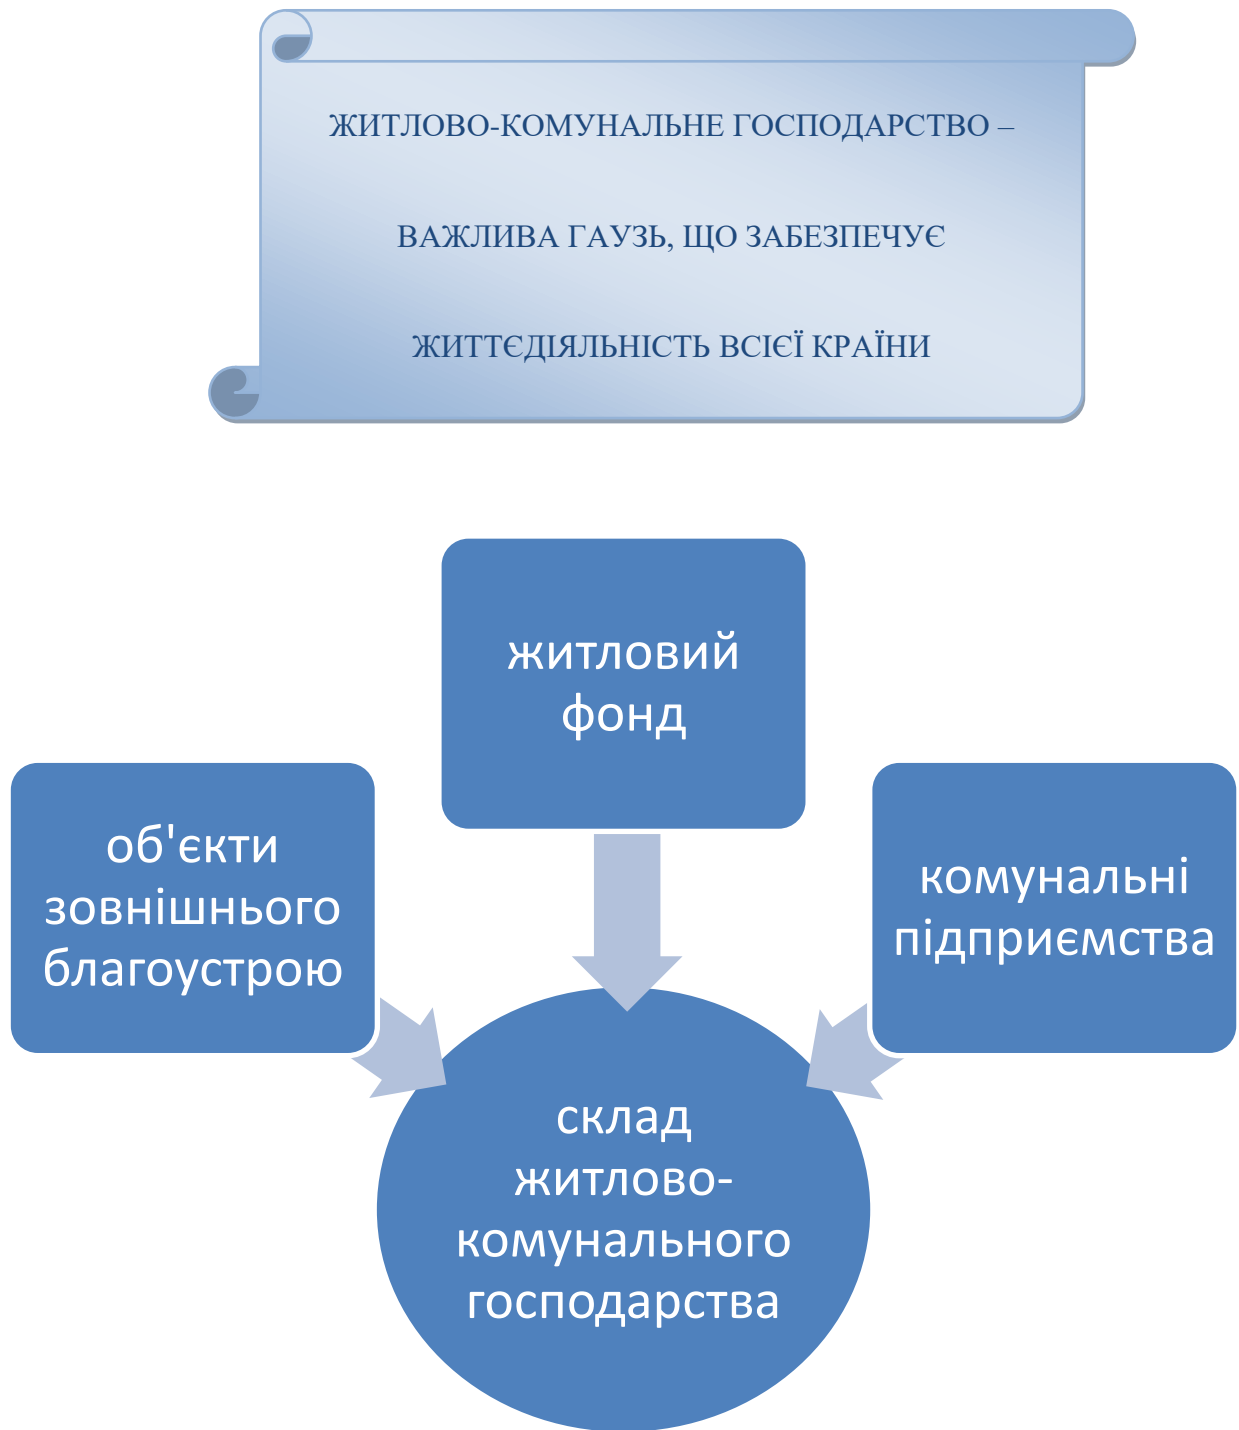 ЖИТЛОВО-КОМУНАЛЬНЕ ГОСПОДАРСТВО –
ВАЖЛИВА ГАУЗЬ, ЩО ЗАБЕЗПЕЧУЄ
ЖИТТЄДІЯЛЬНІСТЬ ВСІЄЇ КРАЇНИ
житловий
фонд
об'єкти
зовнішнього
благоустрою
комунальні
підприємства
склад
житлово-
комунального
господарства